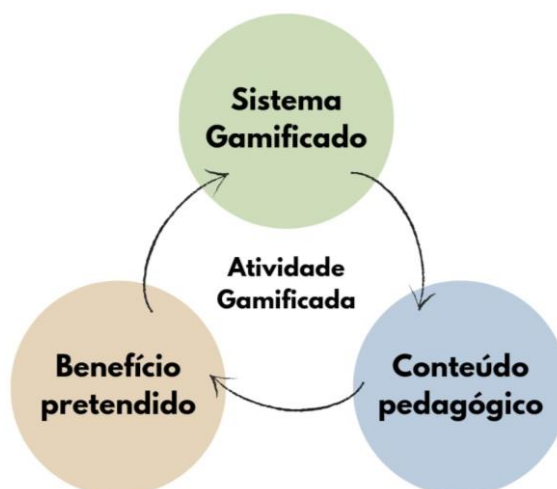 Sistema
Gamificado
Atividade
Gamificada
Benefício
pretendido
Conteúdo
pedagógico